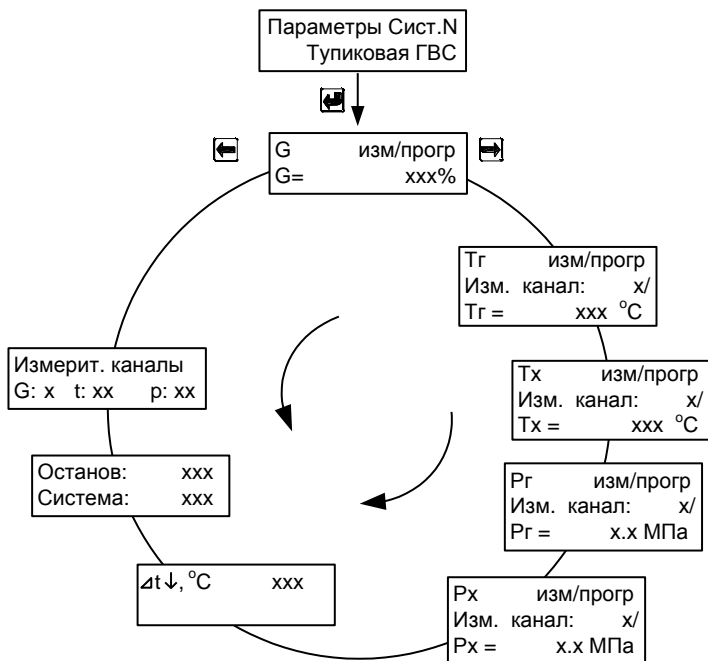 Параметры Сист.N
Тупиковая ГВС
G изм/прогр
G= xxx%
Тг изм/прогр
Изм. канал: х/
Тг = xxx °C
Тх изм/прогр
Изм. канал: х/
Тх = xxx °C
Рг изм/прогр
Изм. канал: х/
Рг = х.х МПа
Рх изм/прогр
Изм. канал: х/
Рх = х.х МПа
⊿t↓, °C xxx
Останов: xxx
Система: xxx
Измерит. каналы
G: x t: xx p: xx